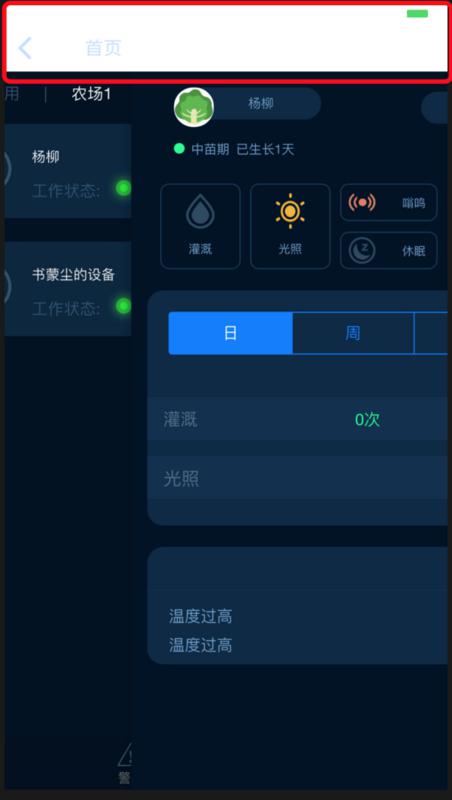 首页
用 | 农场1
杨柳
工作状态:
书蒙尘的设备
工作状态:
警
杨柳
中苗期 已生长1天
灌溉
光照
嗡鸣
休眠
日
周
灌溉 0次
光照
温度过高
温度过高